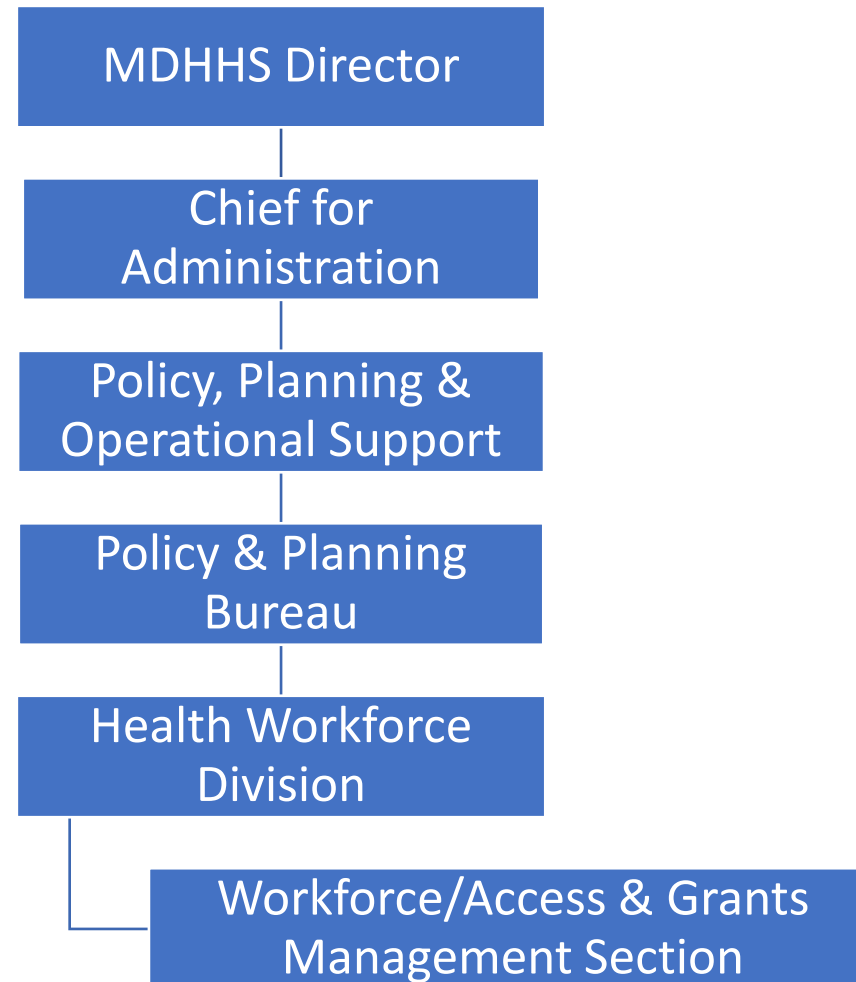 MDHHS Director
Chief for
Administration
Policy, Planning &
Operational Support
Policy & Planning
Bureau
Health Workforce
Division
Workforce/Access & Grants
Management Section